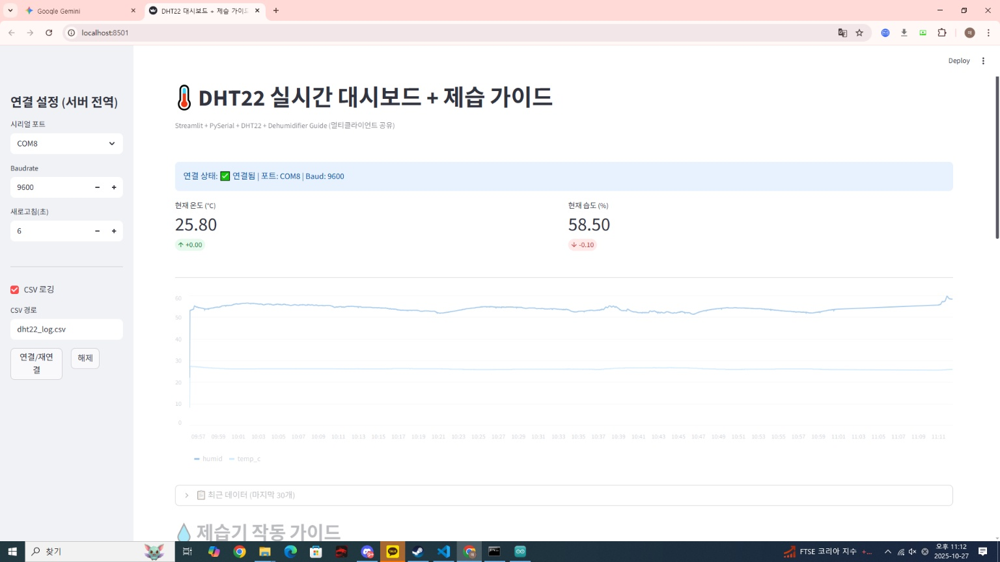 Google Gemini
DHT22 대시보드 + 제습 가이드
localhost:8501
Deploy
연결 설정 (서버 전역)
시리얼 포트
COM8
Baudrate
9600
새로고침(초)
6
CSV 로깅
CSV 경로
dht22_log.csv
연결/재연
결
해제
DHT22 실시간 대시보드 + 제습 가이드
Streamlit + PySerial + DHT22 + Dehumidifier Guide (멀티클라이언트 공유)
연결 상태: ✅ 연결됨 | 포트: COM8 | Baud: 9600
현재 온도 (°C)
25.80
↑ +0.00
현재 습도 (%)
58.50
↓ -0.10
60
50
40
30
20
10
0
09:57 09:59 10:01 10:03 10:05 10:07 10:09 10:11 10:13 10:15 10:17 10:19 10:21 10:23 10:25 10:27 10:29 10:31 10:33 10:35 10:37 10:39 10:41 10:43 10:45 10:47 10:49 10:51 10:53 10:55 10:57 10:59 11:01 11:03 11:05 11:07 11:09 11:11
humid temp_c
최근 데이터 (마지막 30개)
제습기 작동 가이드
찾기
9+
TALK
FTSE 코리아 지수 +...
오후 11:12
2025-10-27